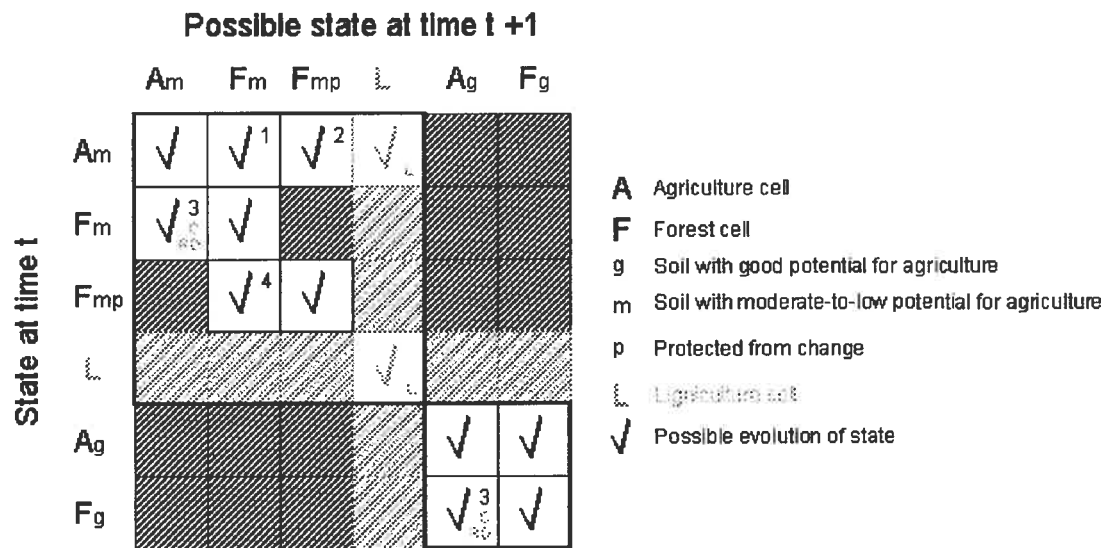 Possible state at time t +1
Am Fm Fmp L Ag Fg
State at time t
Am √ √ 1 √ 2 √ L
Fm √ 3 √
Fmp √ 4 √
L √ L
Ag √ √
Fg √ 3 √
A Agriculture cell
F Forest cell
g Soil with good potential for agriculture
m Soil with moderate-to-low potential for agriculture
p Protected from change
L Ligniculture cell
√ Possible evolution of state